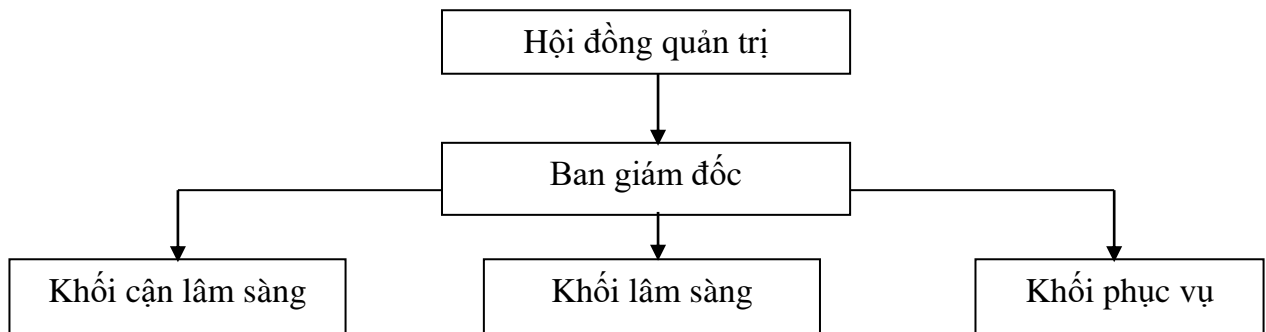 Hội đồng quản trị
Ban giám đốc
Khối cận lâm sàng
Khối lâm sàng
Khối phục vụ